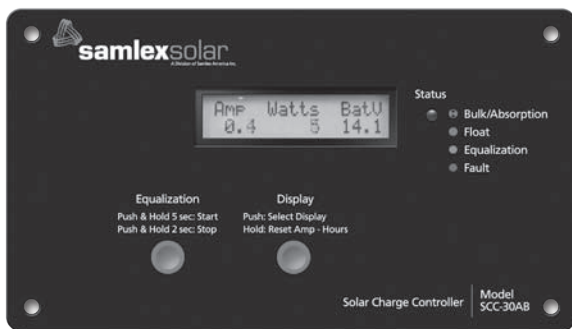 samlexsolar
A Division of Samlex America Inc.
Amp Watts BatV
0.4 5 14.1
Status
Bulk/Absorption
Float
Equalization
Fault
Equalization
Push & Hold 5 sec: Start
Push & Hold 2 sec: Stop
Display
Push: Select Display
Hold: Reset Amp - Hours
Solar Charge Controller
Model
SCC-30AB